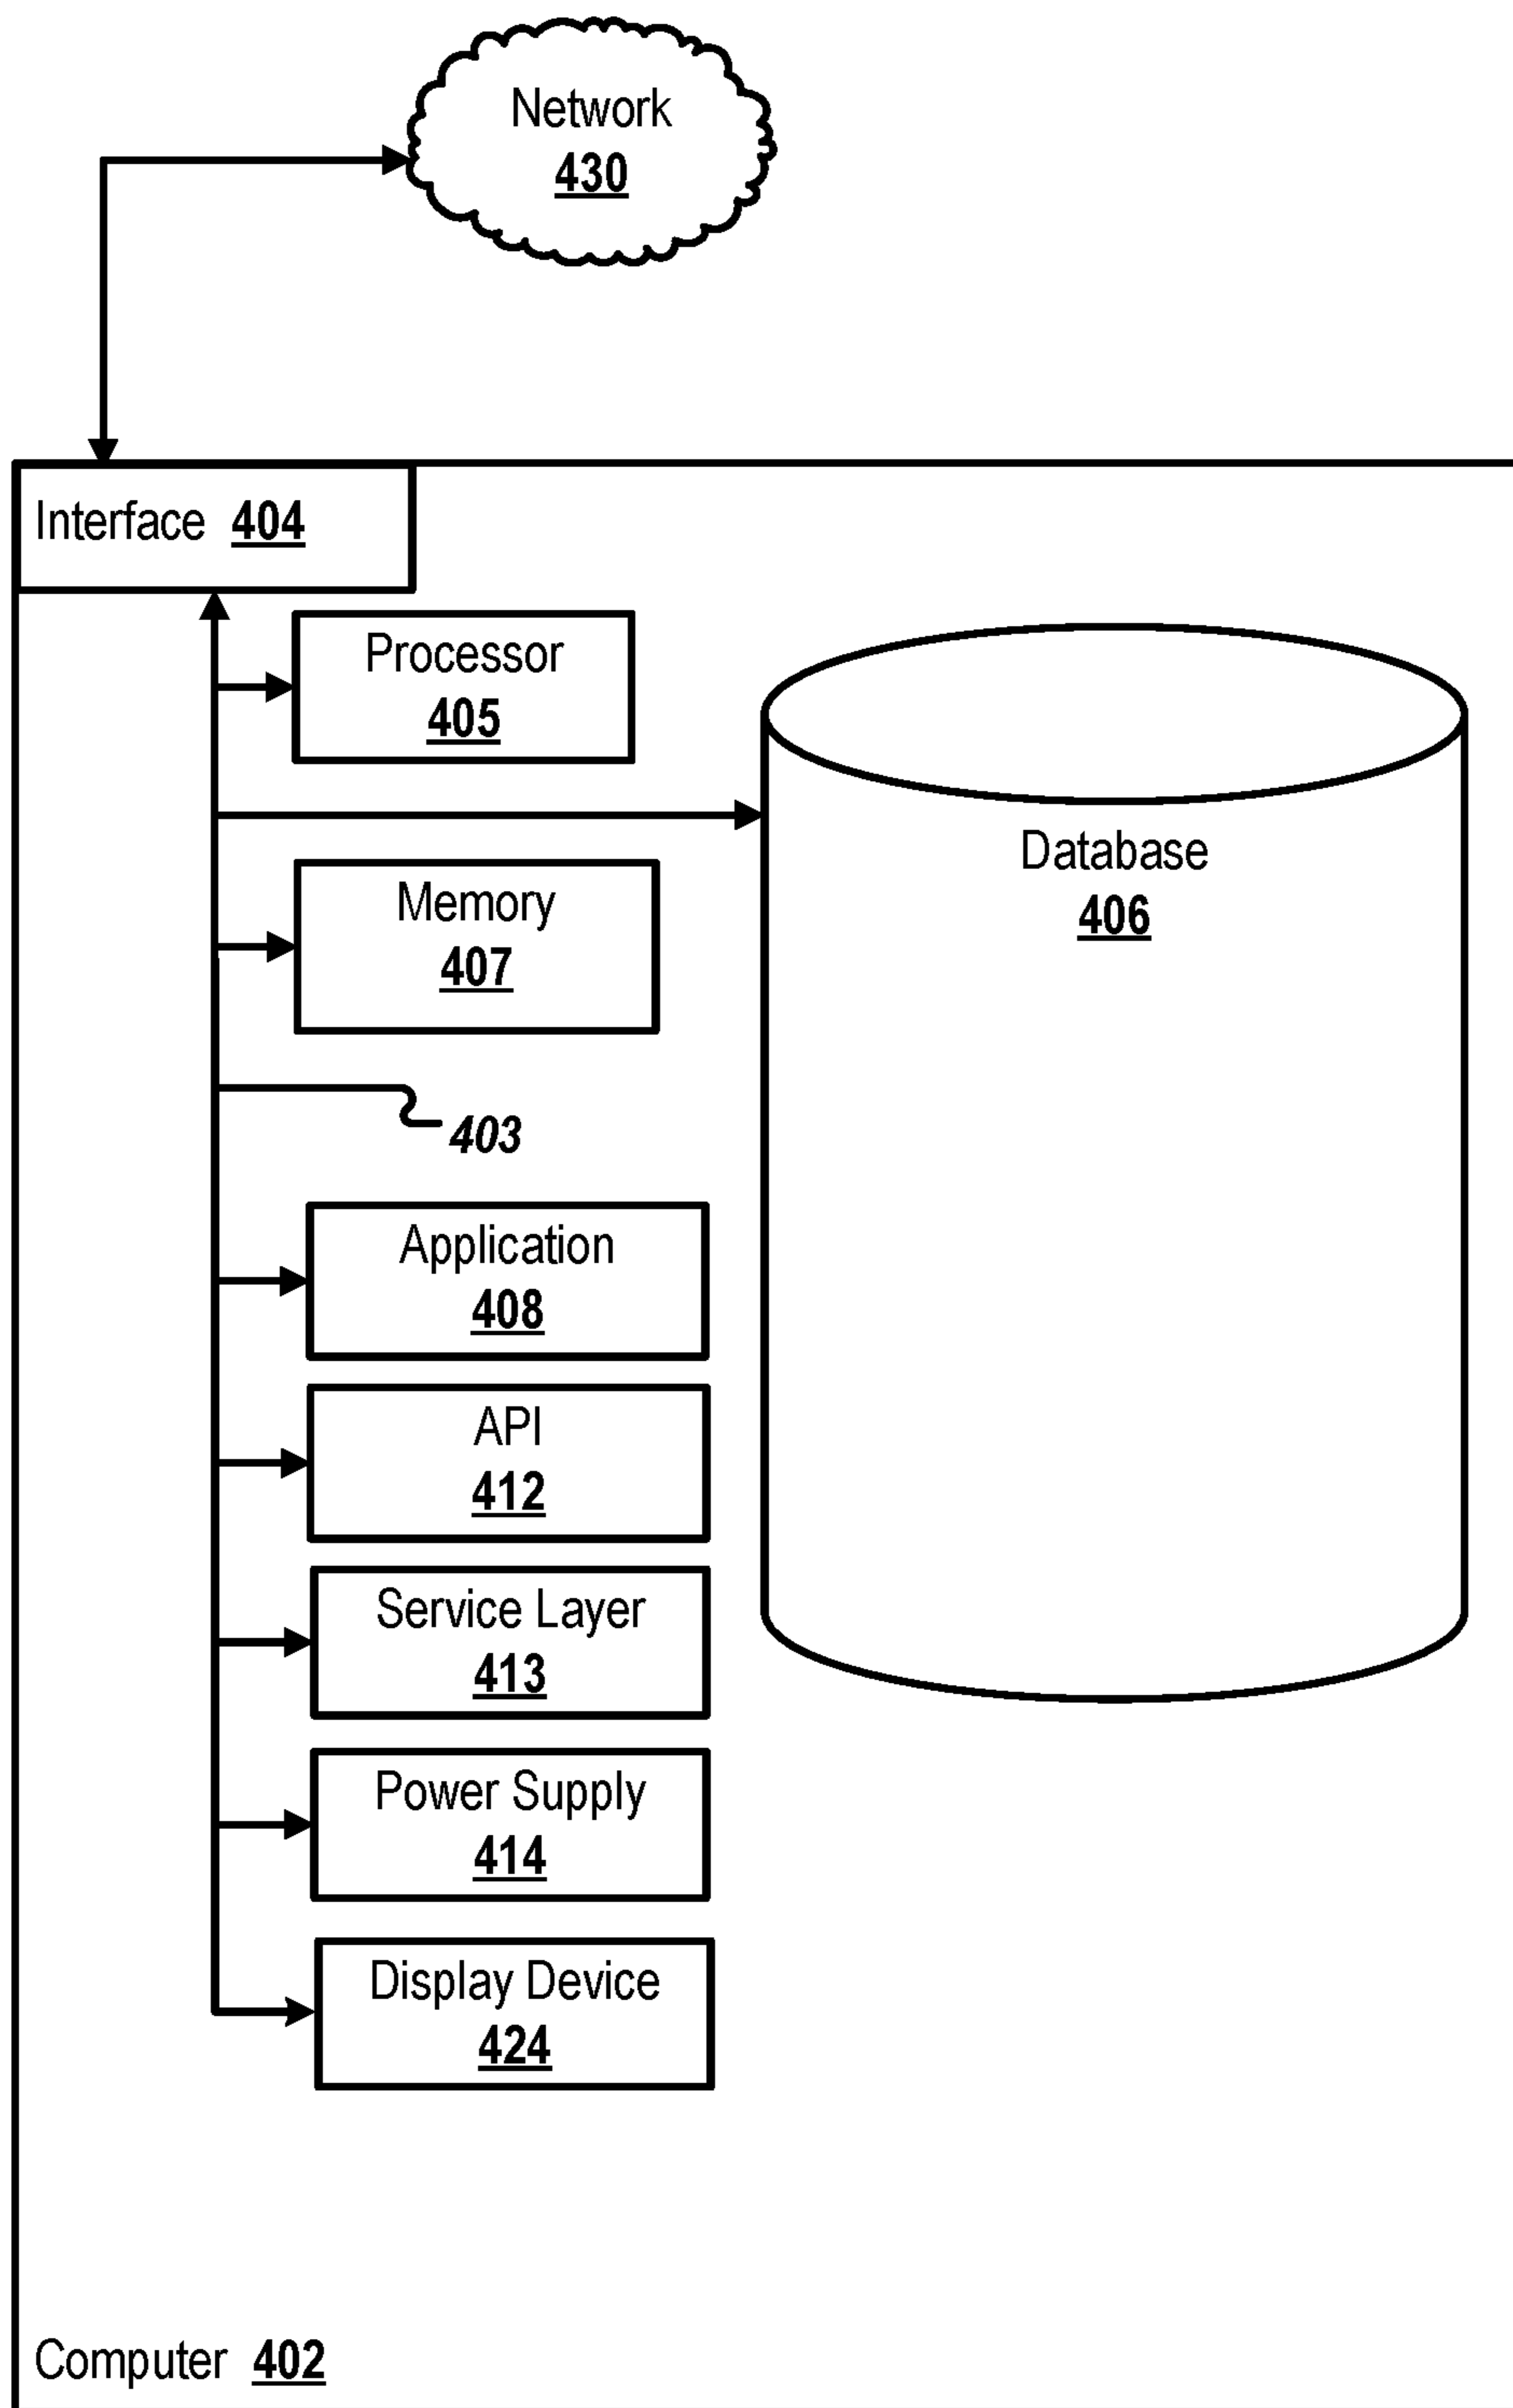 Network
430
Interface 404
Processor
405
Database
406
Memory
407
403
Application
408
API
412
Service Layer
413
Power Supply
414
Display Device
424
Computer 402